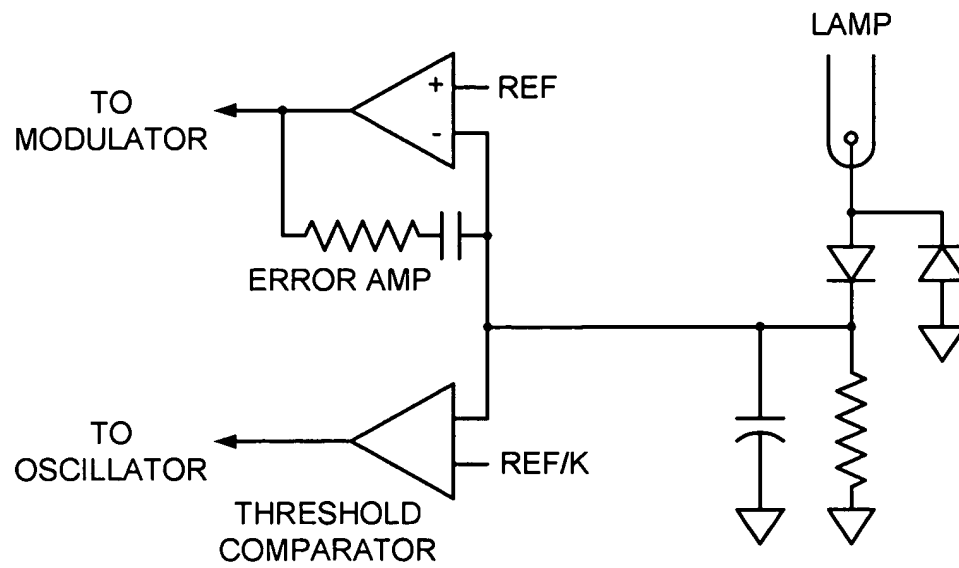 LAMP
TO
MODULATOR
+
REF
-
ERROR AMP
TO
OSCILLATOR
REF/K
THRESHOLD
COMPARATOR